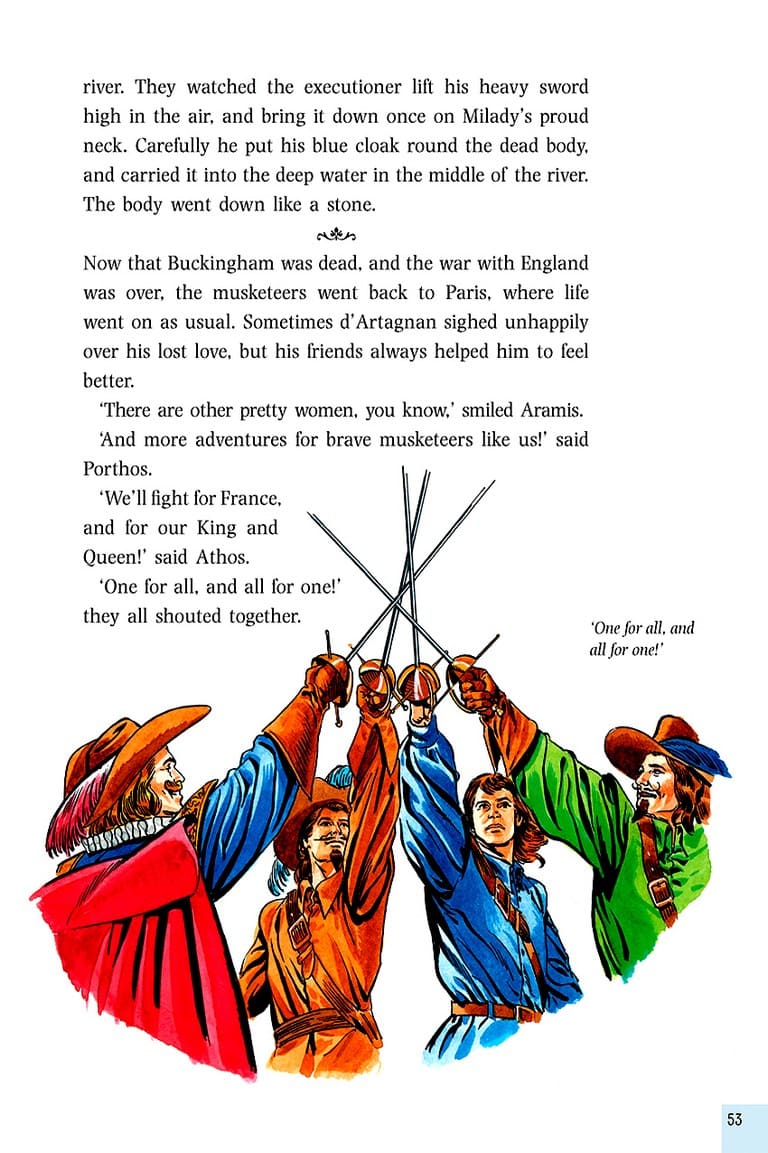 river. They watched the executioner lift his heavy sword
high in the air, and bring it down once on Milady's proud
neck. Carefully he put his blue cloak round the dead body,
and carried it into the deep water in the middle of the river.
The body went down like a stone.
Now that Buckingham was dead, and the war with England
was over, the musketeers went back to Paris, where life
went on as usual. Sometimes d'Artagnan sighed unhappily
over his lost love, but his friends always helped him to feel
better.
‘There are other pretty women, you know,’ smiled Aramis.
‘And more adventures for brave musketeers like us!’ said
Porthos.
‘We'll fight for France,
and for our King and
Queen!’ said Athos.
‘One for all, and all for one!’
they all shouted together.
‘One for all, and
all for one!’
53